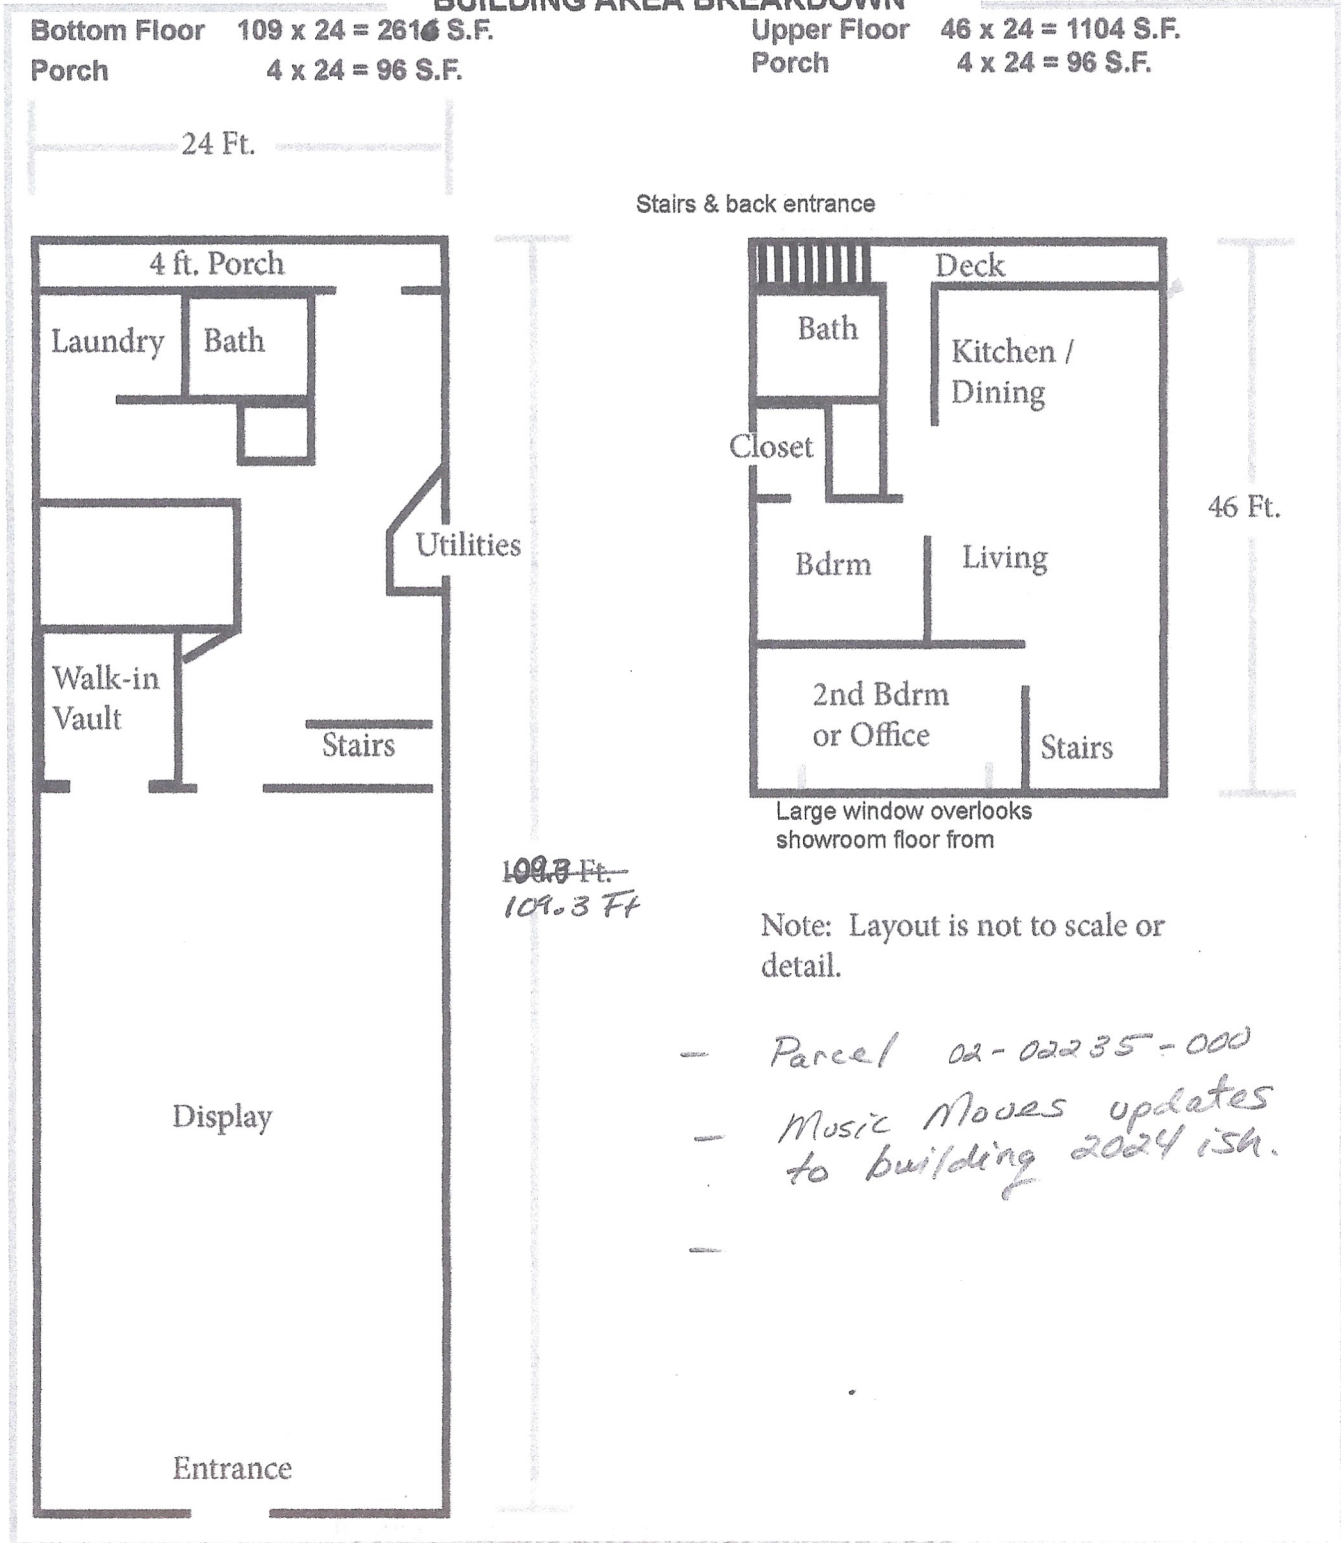 BUILDING AREA BREAKDOWN
Bottom Floor 109 x 24 = 2616 S.F.
Porch 4 x 24 = 96 S.F.
Upper Floor 46 x 24 = 1104 S.F.
Porch 4 x 24 = 96 S.F.
24 Ft.
4 ft. Porch
Laundry
Bath
Utilities
Walk-in
Vault
Stairs
109.3 Ft.
109.3 Ft
Display
Entrance
Stairs & back entrance
Deck
Bath
Kitchen /
Dining
Closet
46 Ft.
Bdrm
Living
2nd Bdrm
or Office
Stairs
Large window overlooks
showroom floor from
Note: Layout is not to scale or
detail.
- Parcel 02-02235-000
- Music Moves updates
to building 2024 ish.
-